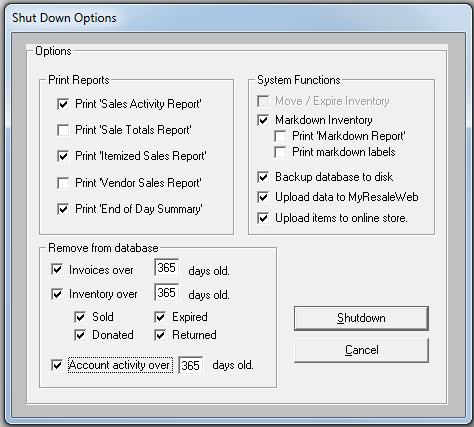 Shut Down Options
Options
Print Reports
Print 'Sales Activity Report'
Print 'Sale Totals Report'
Print 'Itemized Sales Report'
Print 'Vendor Sales Report'
Print 'End of Day Summary'
System Functions
Move / Expire Inventory
Markdown Inventory
Print 'Markdown Report'
Print markdown labels
Backup database to disk
Upload data to MyResaleWeb
Upload items to online store.
Remove from database
Invoices over 365 days old.
Inventory over 365 days old.
Sold Expired
Donated Returned
Account activity over 365 days old.
Shutdown
Cancel